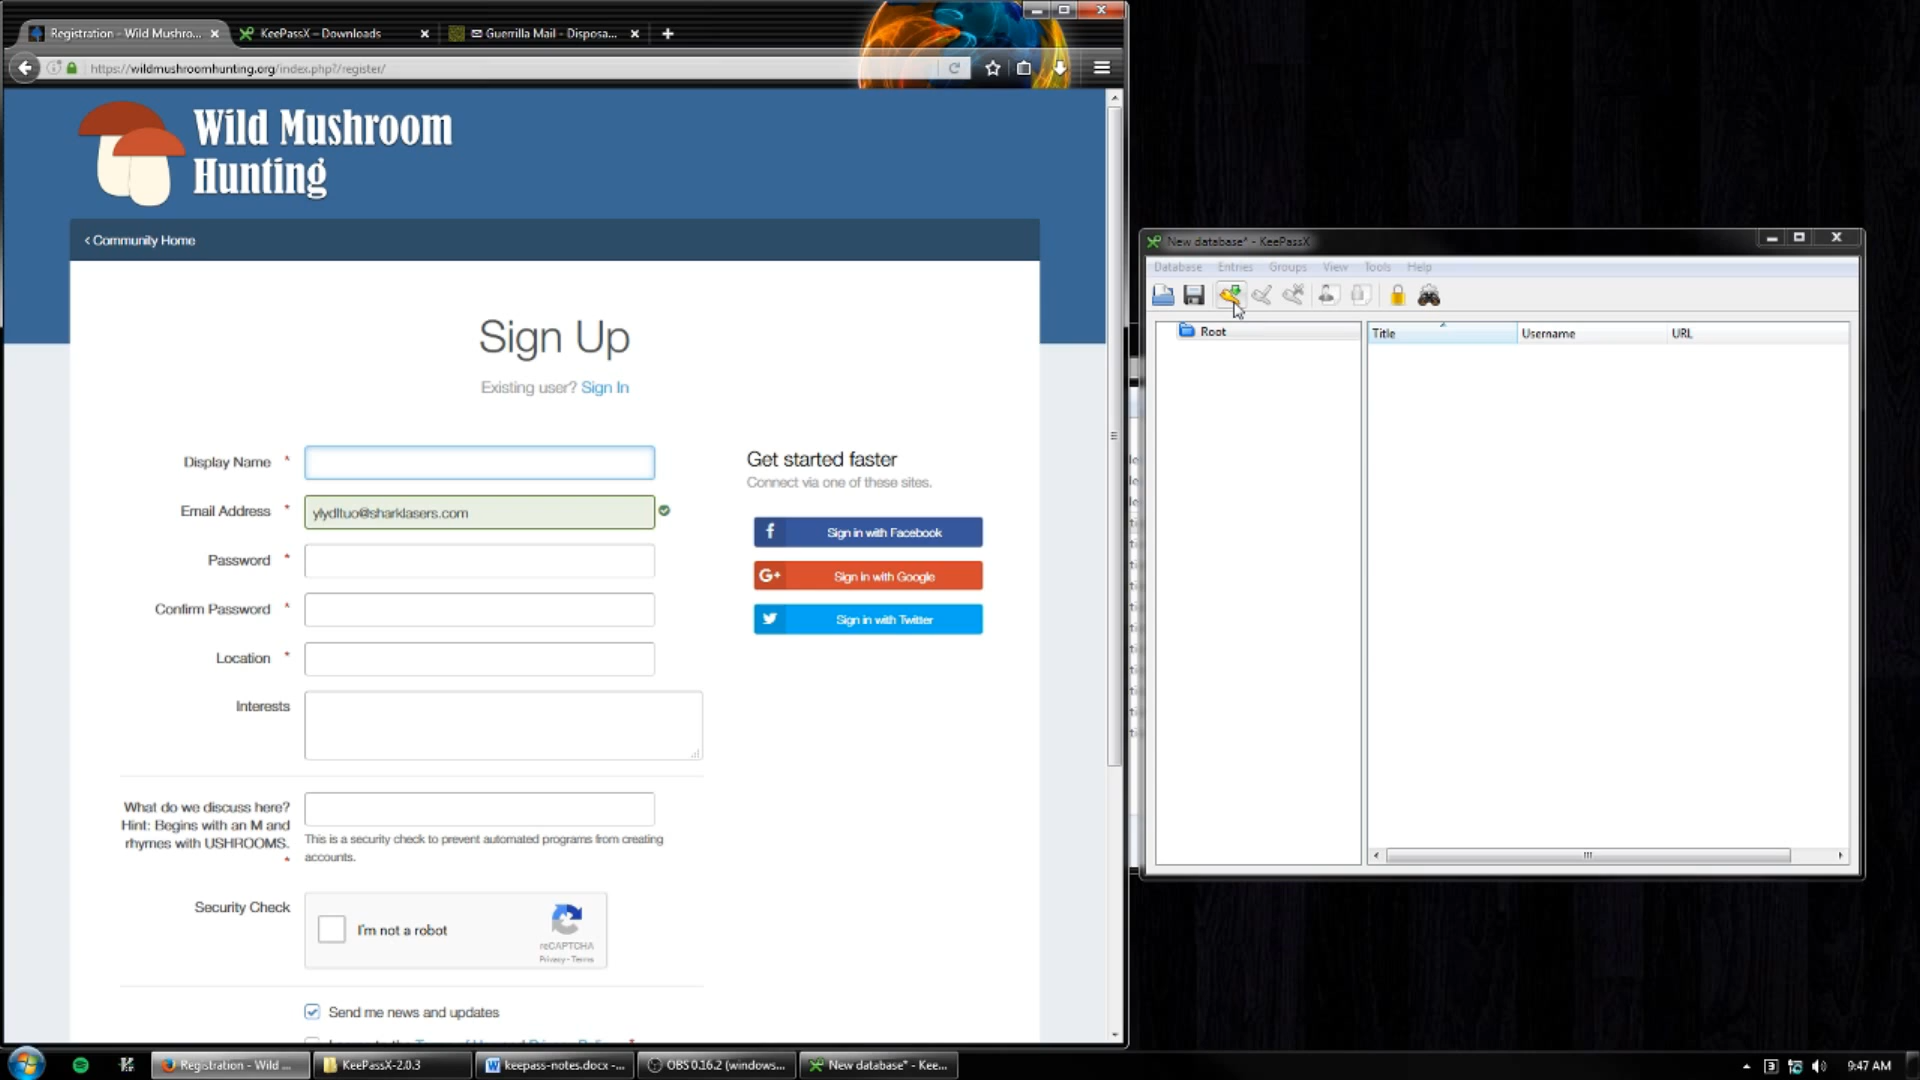 Registration - Wild Mushro...
KeePassX – Downloads
Guerrilla Mail - Disposa...
https://wildmushroomhunting.org/index.php?/register/
Wild Mushroom
Hunting
< Community Home
Sign Up
Existing user? Sign In
Display Name *
Email Address *
ylydltuo@sharklasers.com
Password *
Confirm Password *
Location *
Interests
What do we discuss here?
Hint: Begins with an M and
rhymes with USHROOMS.
*
This is a security check to prevent automated programs from creating
accounts.
Security Check
I'm not a robot
reCAPTCHA
Privacy - Terms
Send me news and updates
Get started faster
Connect via one of these sites.
Sign in with Facebook
G+ Sign in with Google
Sign in with Twitter
New database* - KeePassX
Database Entries Groups View Tools Help
Root
Title Username URL
Registration - Wild ...
KeePassX-2.0.3
keepass-notes.docx -...
OBS 0.16.2 (windows...
New database* - Kee...
9:47 AM